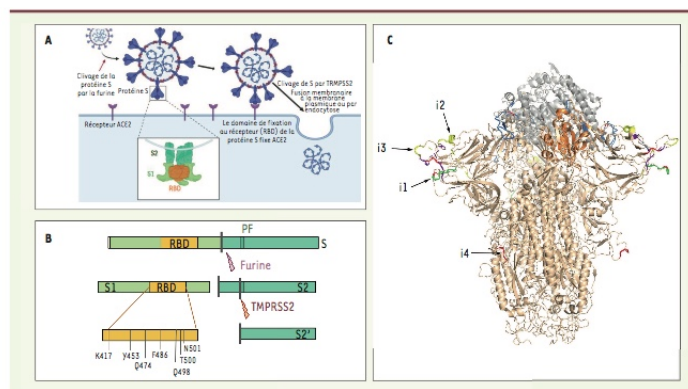 A
Clivage de la
protéine S
par la furine
Protéine S
Récepteur ACE2
Clivage de S par TMPSS2
Fusion membranaire
à la membrane
plasmique ou par
endocytose
Le domaine de fixation
au récepteur (RBD) de la
protéine S fixe ACE2
S2
S1
RBD
B
PF
RBD
S
Furine
S1
RBD
S2
TMPRSS2
S2'
K417
Y453
Q474
F486
Q498
T500
N501
C
i2
i3
i1
i4